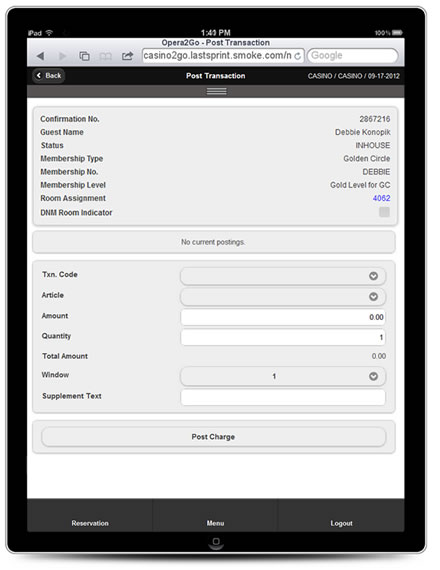 iPad 1:49 PM 100%
Opera2Go - Post Transaction
casino2go.lastsprint.smoke.com/n Google
Back Post Transaction CASINO / CASINO / 09-17-2012
Confirmation No. 2867216
Guest Name Debbie Konopik
Status INHOUSE
Membership Type Golden Circle
Membership No. DEBBIE
Membership Level Gold Level for GC
Room Assignment 4062
DNM Room Indicator
No current postings.
Txn. Code
Article
Amount 0.00
Quantity 1
Total Amount 0.00
Window 1
Supplement Text
Post Charge
Reservation Menu Logout